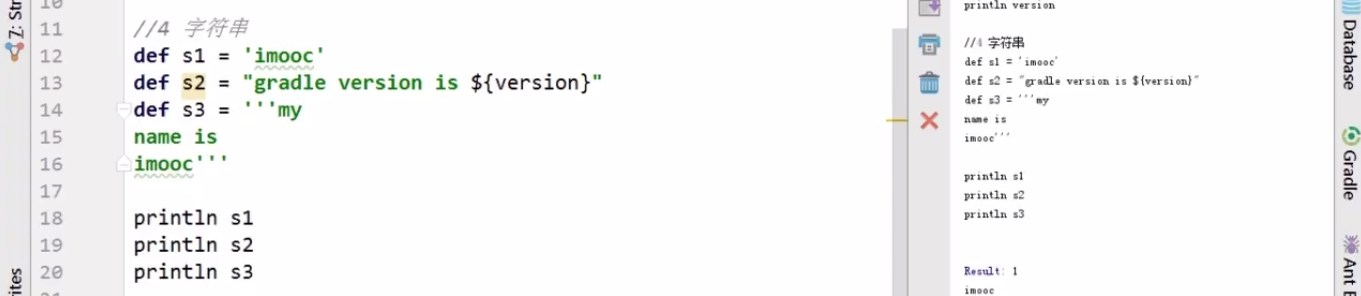 Z: Str
rites
10
11 //4 字符串
12 def s1 = 'imooc'
13 def s2 = "gradle version is ${version}"
14 def s3 = '''my
15 name is
16 imooc'''
17
18 println s1
19 println s2
20 println s3
println version
//4 字符串
def s1 = 'imooc'
def s2 = "gradle version is ${version}"
def s3 = '''my
name is
imooc'''
println s1
println s2
println s3
Result: 1
imooc
Database
Gradle
Ant B